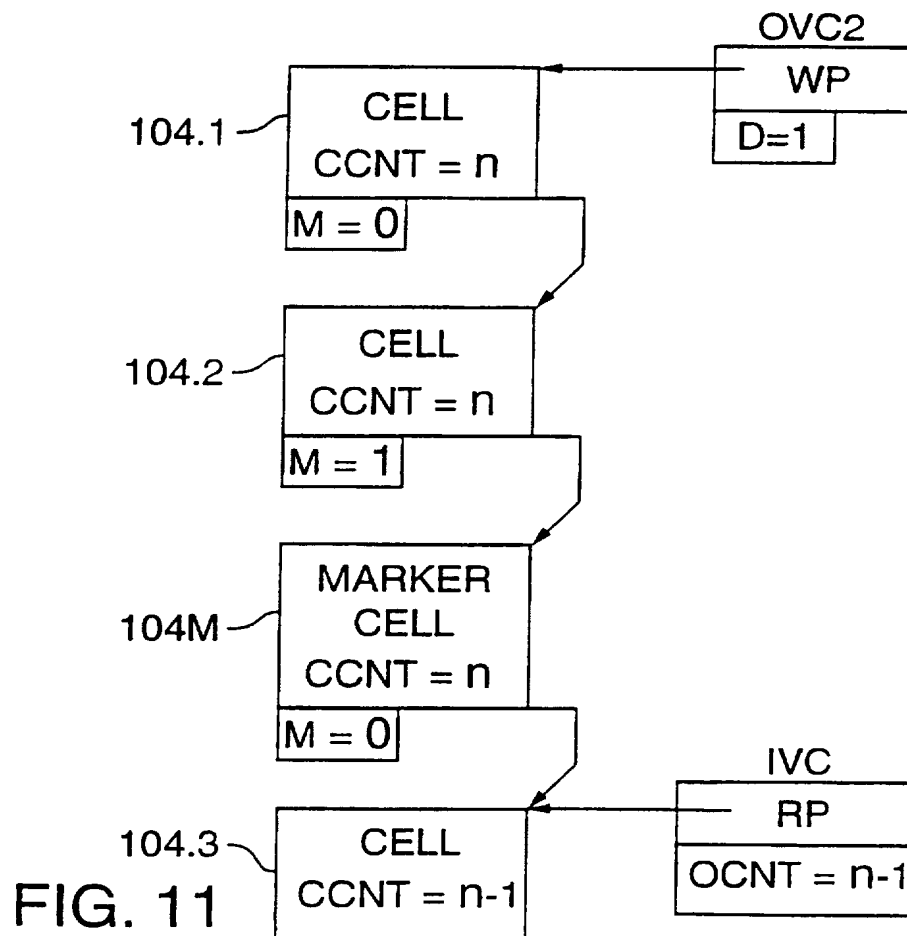 OVC2
WP
D=1
104.1
CELL
CCNT = n
M = 0
104.2
CELL
CCNT = n
M = 1
104M
MARKER
CELL
CCNT = n
M = 0
IVC
RP
OCNT = n-1
104.3
CELL
CCNT = n-1
FIG. 11